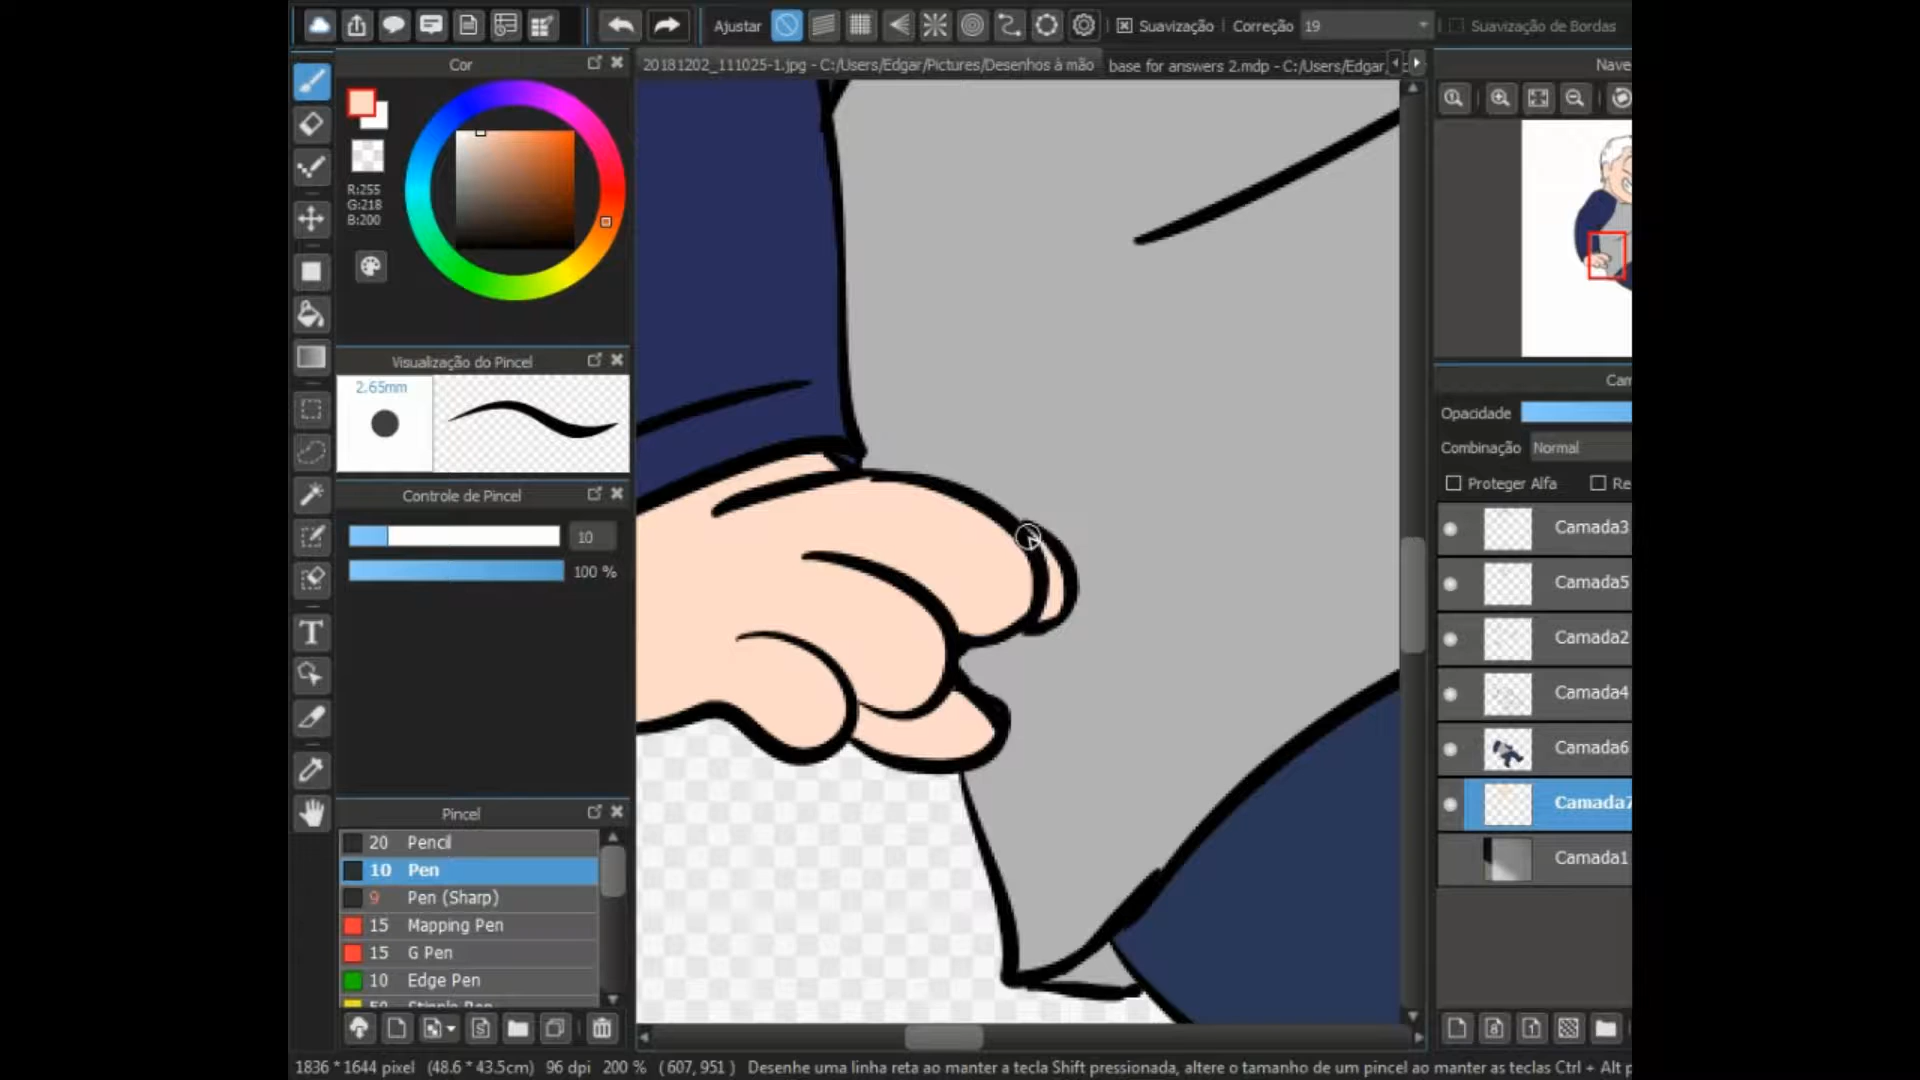 Ajustar
Suavização
Correção
19
Suavização de Bordas
Cor
20181202_111025-1.jpg - C:/Users/Edgar/Pictures/Desenhos à mão
base for answers 2.mdp - C:/Users/Edgar
Nave
R:255
G:218
B:200
Visualização do Pincel
2.65mm
Controle de Pincel
10
100 %
Pincel
20 Pencil
10 Pen
9 Pen (Sharp)
15 Mapping Pen
15 G Pen
10 Edge Pen
Cam
Opacidade
Combinação Normal
Proteger Alfa
Re
Camada3
Camada5
Camada2
Camada4
Camada6
Camada7
Camada1
1836 * 1644 pixel (48.6 * 43.5cm) 96 dpi 200 % ( 607, 951 ) Desenhe uma linha reta ao manter a tecla Shift pressionada, altere o tamanho de um pincel ao manter as teclas Ctrl + Alt p